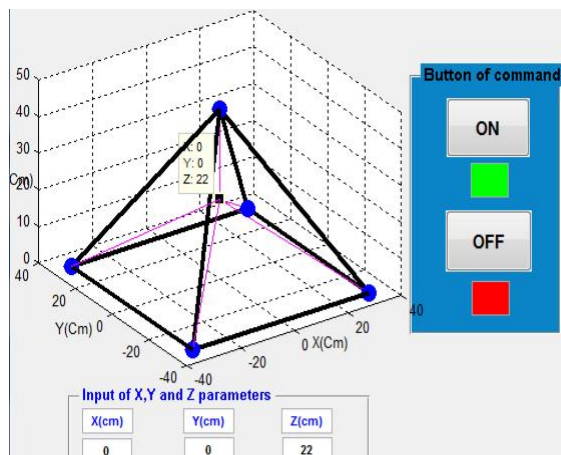 50
40
30
Cm) 20
10
0
40
20
0
-20
-40
Y(Cm)
-40
-20
0
20
40
X(Cm)
X: 0
Y: 0
Z: 22
Button of command
ON
OFF
Input of X,Y and Z parameters
X(cm) Y(cm) Z(cm)
0 0 22